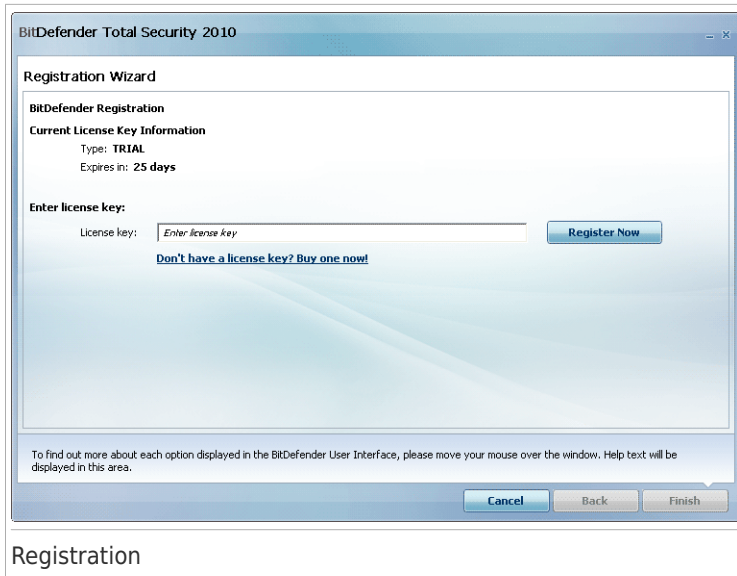 BitDefender Total Security 2010
Registration Wizard
BitDefender Registration
Current License Key Information
Type: TRIAL
Expires in: 25 days
Enter license key:
License key: Enter license key Register Now
Don't have a license key? Buy one now!
To find out more about each option displayed in the BitDefender User Interface, please move your mouse over the window. Help text will be
displayed in this area.
Cancel Back Finish
Registration